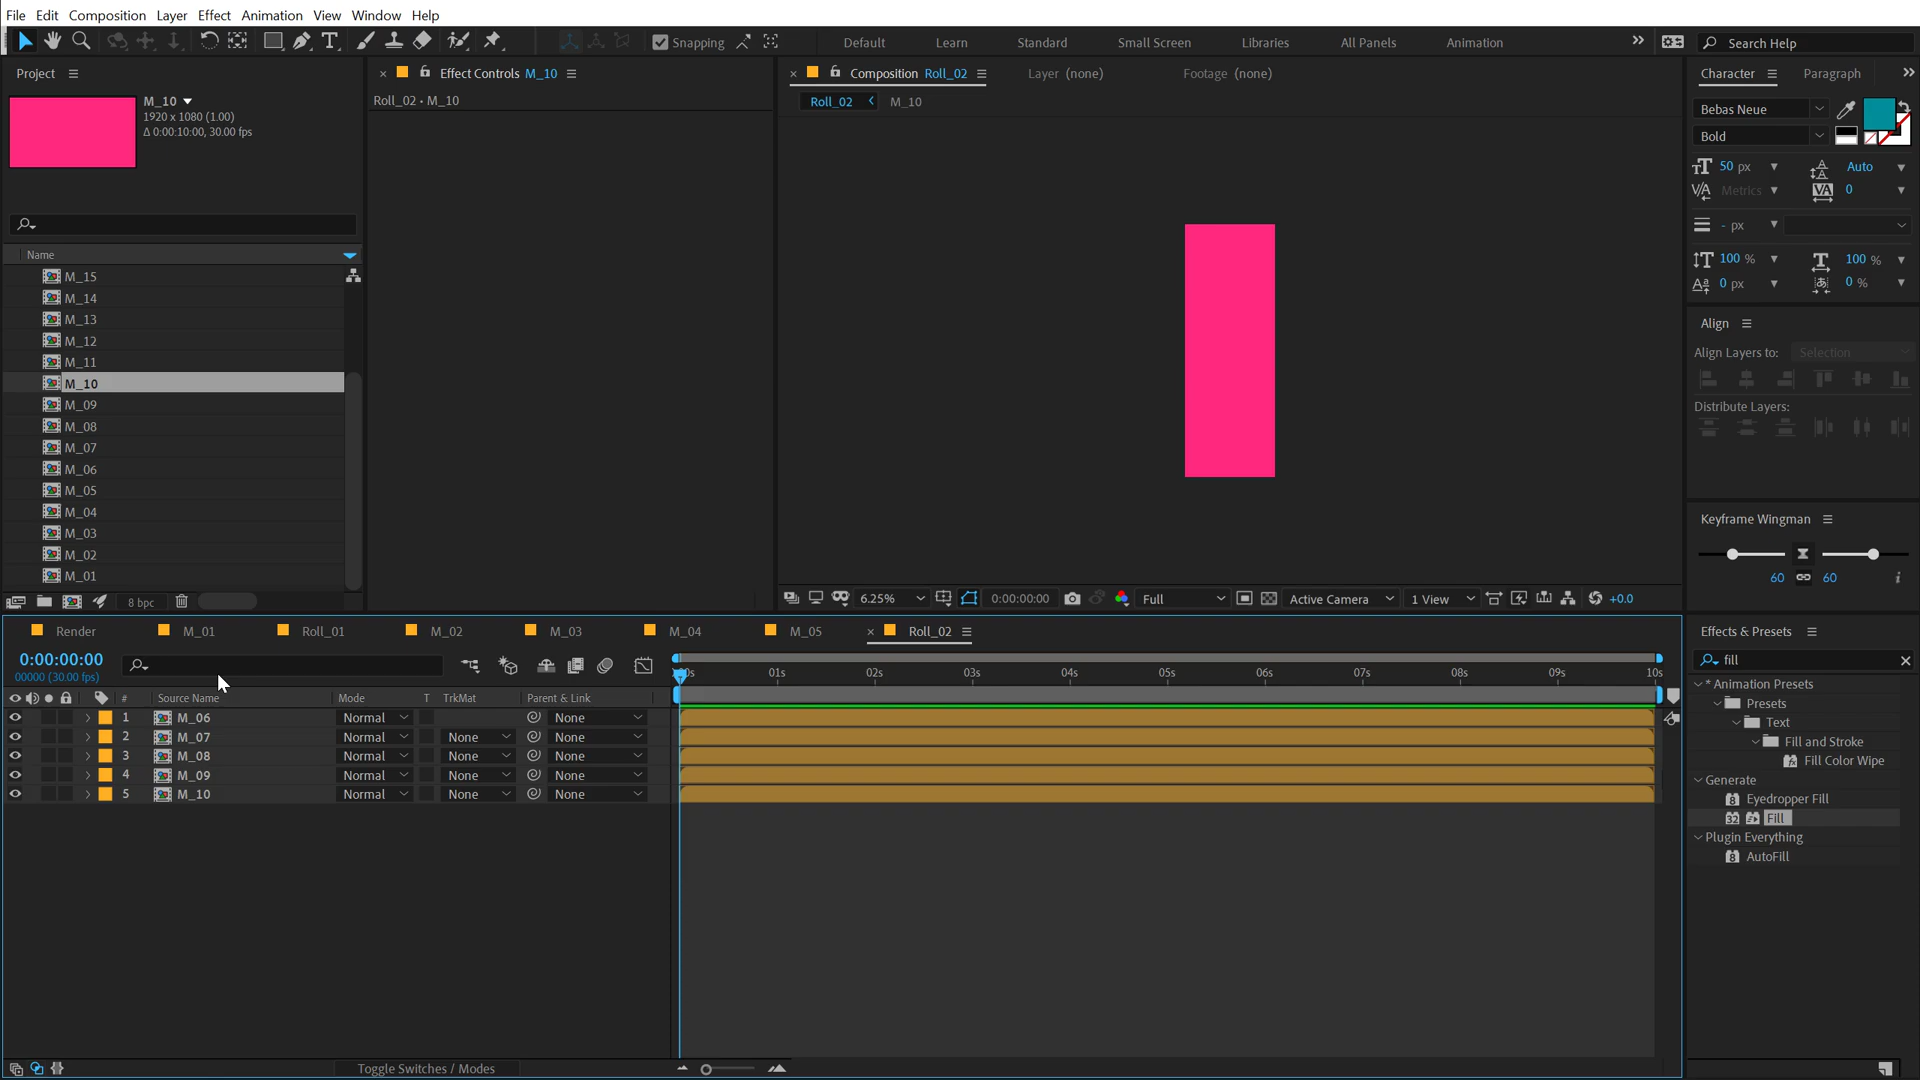 File Edit Composition Layer Effect Animation View Window Help
Snapping Default Learn Standard Small Screen Libraries All Panels Animation Search Help
Project
M_10
1920 x 1080 (1.00)
Δ 0:00:10:00, 30.00 fps
Name
M_15
M_14
M_13
M_12
M_11
M_10
M_09
M_08
M_07
M_06
M_05
M_04
M_03
M_02
M_01
8 bpc
Effect Controls M_10
Roll_02 • M_10
Composition Roll_02
Layer (none)
Footage (none)
Roll_02 M_10
6.25% 0:00:00:00 Full Active Camera 1 View +0.0
Character Paragraph
Bebas Neue
Bold
50 px Auto
Metrics 0
- px
100 % 100 %
0 px 0 %
Align
Align Layers to: Selection
Distribute Layers:
Keyframe Wingman
60 60
Effects & Presets
fill
* Animation Presets
Presets
Text
Fill and Stroke
Fill Color Wipe
Generate
8 Eyedropper Fill
32 Fill
Plugin Everything
8 AutoFill
Render M_01 Roll_01 M_02 M_03 M_04 M_05 Roll_02
0:00:00:00
00000 (30.00 fps)
0s 01s 02s 03s 04s 05s 06s 07s 08s 09s 10s
# Source Name Mode T TrkMat Parent & Link
1 M_06 Normal None
2 M_07 Normal None None
3 M_08 Normal None None
4 M_09 Normal None None
5 M_10 Normal None None
Toggle Switches / Modes